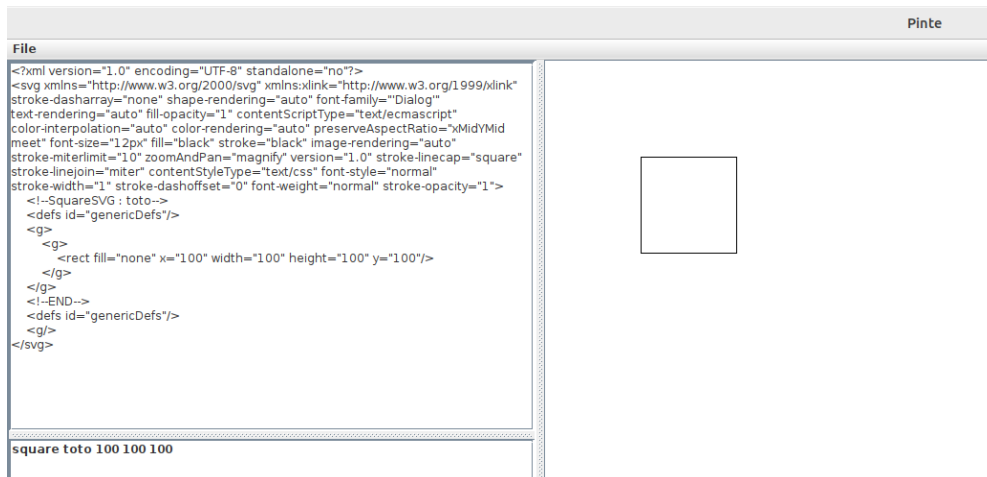 Pinte
File
<?xml version="1.0" encoding="UTF-8" standalone="no"?>
<svg xmlns="http://www.w3.org/2000/svg" xmlns:xlink="http://www.w3.org/1999/xlink"
stroke-dasharray="none" shape-rendering="auto" font-family="'Dialog'"
text-rendering="auto" fill-opacity="1" contentScriptType="text/ecmascript"
color-interpolation="auto" color-rendering="auto" preserveAspectRatio="xMidYMid
meet" font-size="12px" fill="black" stroke="black" image-rendering="auto"
stroke-miterlimit="10" zoomAndPan="magnify" version="1.0" stroke-linecap="square"
stroke-linejoin="miter" contentStyleType="text/css" font-style="normal"
stroke-width="1" stroke-dashoffset="0" font-weight="normal" stroke-opacity="1">
<!--SquareSVG : toto-->
<defs id="genericDefs"/>
<g>
<g>
<rect fill="none" x="100" width="100" height="100" y="100"/>
</g>
</g>
<!--END-->
<defs id="genericDefs"/>
<g/>
</svg>
square toto 100 100 100